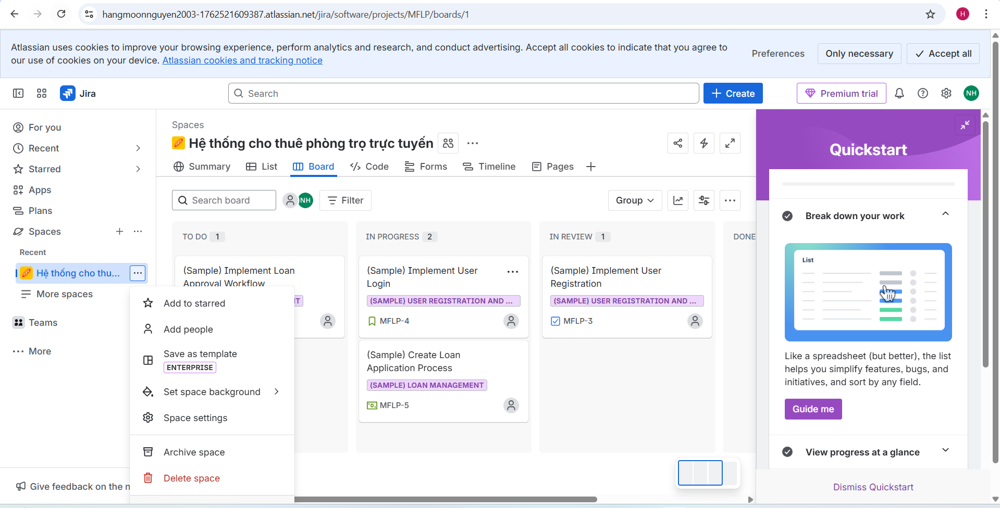 hangmoonnguyen2003-1762521609387.atlassian.net/jira/software/projects/MFLP/boards/1
H
Atlassian uses cookies to improve your browsing experience, perform analytics and research, and conduct advertising. Accept all cookies to indicate that you agree to
our use of cookies on your device. Atlassian cookies and tracking notice
Preferences
Only necessary
Accept all
Jira
Search
Create
Premium trial
NH
For you
Recent
Starred
Apps
Plans
Spaces
Recent
Hệ thống cho thu...
More spaces
Teams
More
Give feedback on the n
Add to starred
Add people
Save as template
ENTERPRISE
Set space background
Space settings
Archive space
Delete space
Spaces
Hệ thống cho thuê phòng trọ trực tuyến
Summary
List
Board
Code
Forms
Timeline
Pages
Search board
NH
Filter
Group
TO DO 1
(Sample) Implement Loan
Approval Workflow
T
IN PROGRESS 2
(Sample) Implement User
Login
(SAMPLE) USER REGISTRATION AND ...
MFLP-4
(Sample) Create Loan
Application Process
(SAMPLE) LOAN MANAGEMENT
MFLP-5
IN REVIEW 1
(Sample) Implement User
Registration
(SAMPLE) USER REGISTRATION AND ...
MFLP-3
DONE
Quickstart
Break down your work
List
Like a spreadsheet (but better), the list
helps you simplify features, bugs, and
initiatives, and sort by any field.
Guide me
View progress at a glance
Dismiss Quickstart